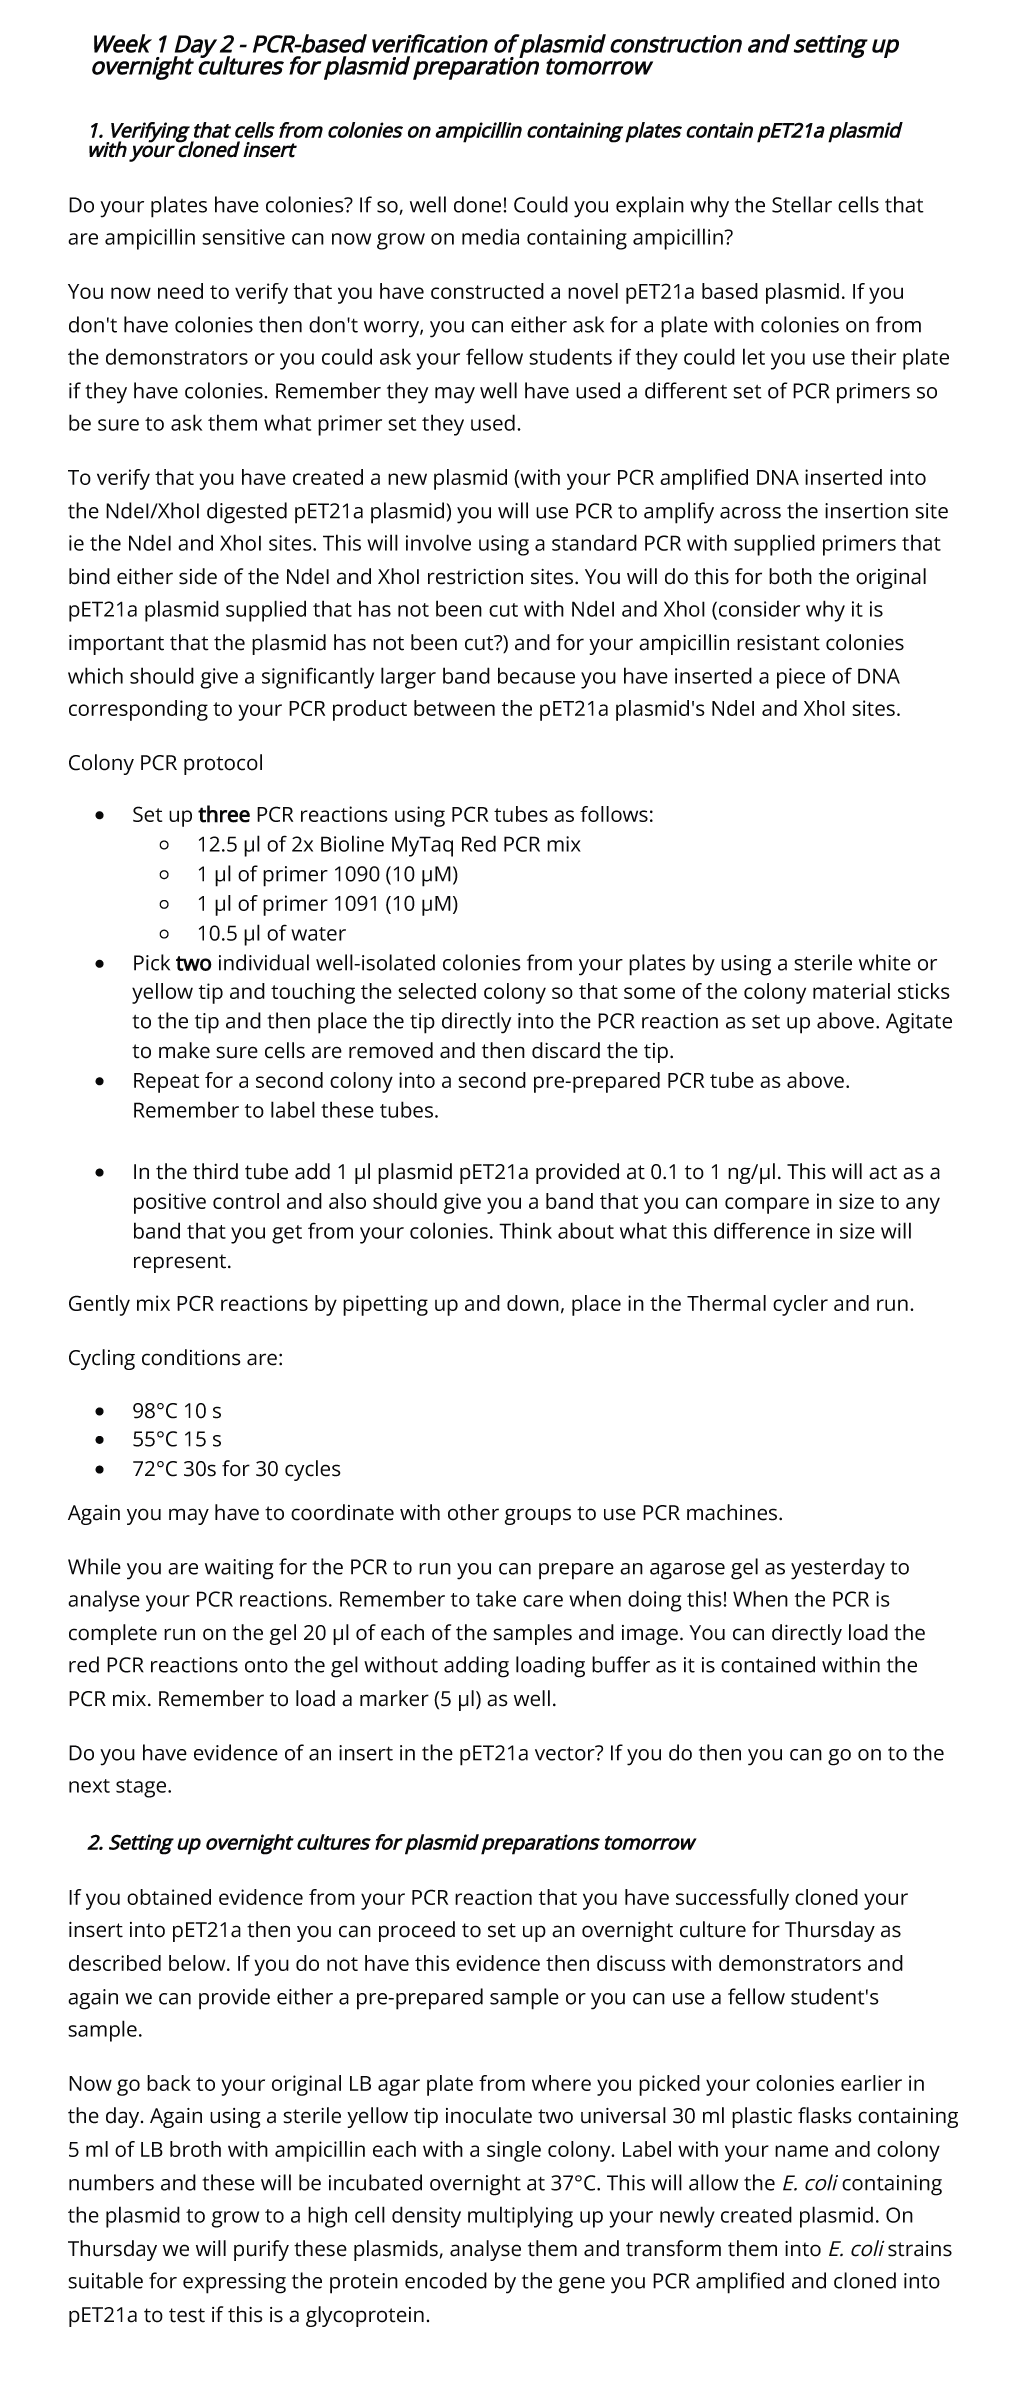 Week 1 Day 2 - PCR-based verification of plasmid construction and setting up
overnight cultures for plasmid preparation tomorrow
1. Verifying that cells from colonies on ampicillin containing plates contain pET21a plasmid
with your cloned insert
Do your plates have colonies? If so, well done! Could you explain why the Stellar cells that
are ampicillin sensitive can now grow on media containing ampicillin?
You now need to verify that you have constructed a novel pET21a based plasmid. If you
don't have colonies then don't worry, you can either ask for a plate with colonies on from
the demonstrators or you could ask your fellow students if they could let you use their plate
if they have colonies. Remember they may well have used a different set of PCR primers so
be sure to ask them what primer set they used.
To verify that you have created a new plasmid (with your PCR amplified DNA inserted into
the NdeI/XhoI digested pET21a plasmid) you will use PCR to amplify across the insertion site
ie the NdeI and XhoI sites. This will involve using a standard PCR with supplied primers that
bind either side of the NdeI and XhoI restriction sites. You will do this for both the original
pET21a plasmid supplied that has not been cut with NdeI and XhoI (consider why it is
important that the plasmid has not been cut?) and for your ampicillin resistant colonies
which should give a significantly larger band because you have inserted a piece of DNA
corresponding to your PCR product between the pET21a plasmid's NdeI and XhoI sites.
Colony PCR protocol
• Set up three PCR reactions using PCR tubes as follows:
o 12.5 µl of 2x Bioline MyTaq Red PCR mix
o 1 µl of primer 1090 (10 µM)
o 1 µl of primer 1091 (10 µM)
o 10.5 µl of water
• Pick two individual well-isolated colonies from your plates by using a sterile white or
yellow tip and touching the selected colony so that some of the colony material sticks
to the tip and then place the tip directly into the PCR reaction as set up above. Agitate
to make sure cells are removed and then discard the tip.
• Repeat for a second colony into a second pre-prepared PCR tube as above.
Remember to label these tubes.
• In the third tube add 1 µl plasmid pET21a provided at 0.1 to 1 ng/µl. This will act as a
positive control and also should give you a band that you can compare in size to any
band that you get from your colonies. Think about what this difference in size will
represent.
Gently mix PCR reactions by pipetting up and down, place in the Thermal cycler and run.
Cycling conditions are:
• 98°C 10 s
• 55°C 15 s
• 72°C 30s for 30 cycles
Again you may have to coordinate with other groups to use PCR machines.
While you are waiting for the PCR to run you can prepare an agarose gel as yesterday to
analyse your PCR reactions. Remember to take care when doing this! When the PCR is
complete run on the gel 20 µl of each of the samples and image. You can directly load the
red PCR reactions onto the gel without adding loading buffer as it is contained within the
PCR mix. Remember to load a marker (5 µl) as well.
Do you have evidence of an insert in the pET21a vector? If you do then you can go on to the
next stage.
2. Setting up overnight cultures for plasmid preparations tomorrow
If you obtained evidence from your PCR reaction that you have successfully cloned your
insert into pET21a then you can proceed to set up an overnight culture for Thursday as
described below. If you do not have this evidence then discuss with demonstrators and
again we can provide either a pre-prepared sample or you can use a fellow student's
sample.
Now go back to your original LB agar plate from where you picked your colonies earlier in
the day. Again using a sterile yellow tip inoculate two universal 30 ml plastic flasks containing
5 ml of LB broth with ampicillin each with a single colony. Label with your name and colony
numbers and these will be incubated overnight at 37°C. This will allow the E. coli containing
the plasmid to grow to a high cell density multiplying up your newly created plasmid. On
Thursday we will purify these plasmids, analyse them and transform them into E. coli strains
suitable for expressing the protein encoded by the gene you PCR amplified and cloned into
pET21a to test if this is a glycoprotein.